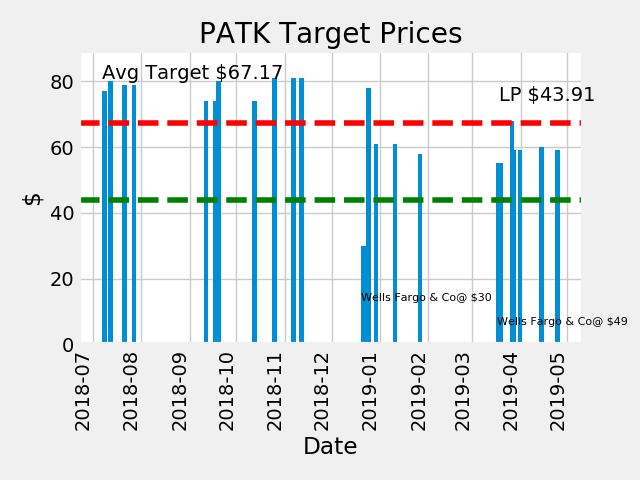 PATK Target Prices
Avg Target $67.17
LP $43.91
80
60
40
20
0
$
Wells Fargo & Co@ $30
Wells Fargo & Co@ $49
2018-07
2018-08
2018-09
2018-10
2018-11
2018-12
2019-01
2019-02
2019-03
2019-04
2019-05
Date